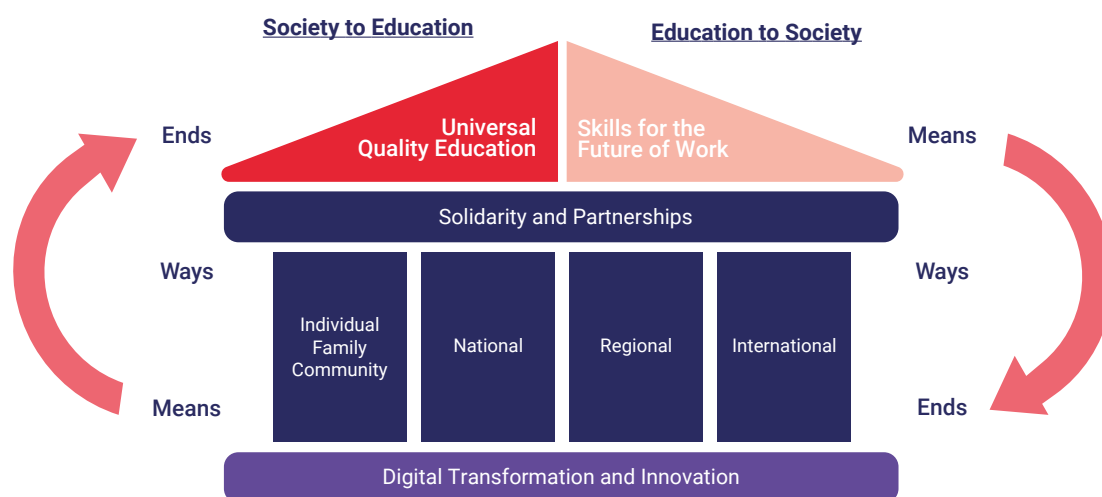 Society to Education
Education to Society
Ends
Universal
Quality Education
Skills for the
Future of Work
Means
Solidarity and Partnerships
Ways
Individual
Family
Community
National
Regional
International
Ways
Means
Ends
Digital Transformation and Innovation